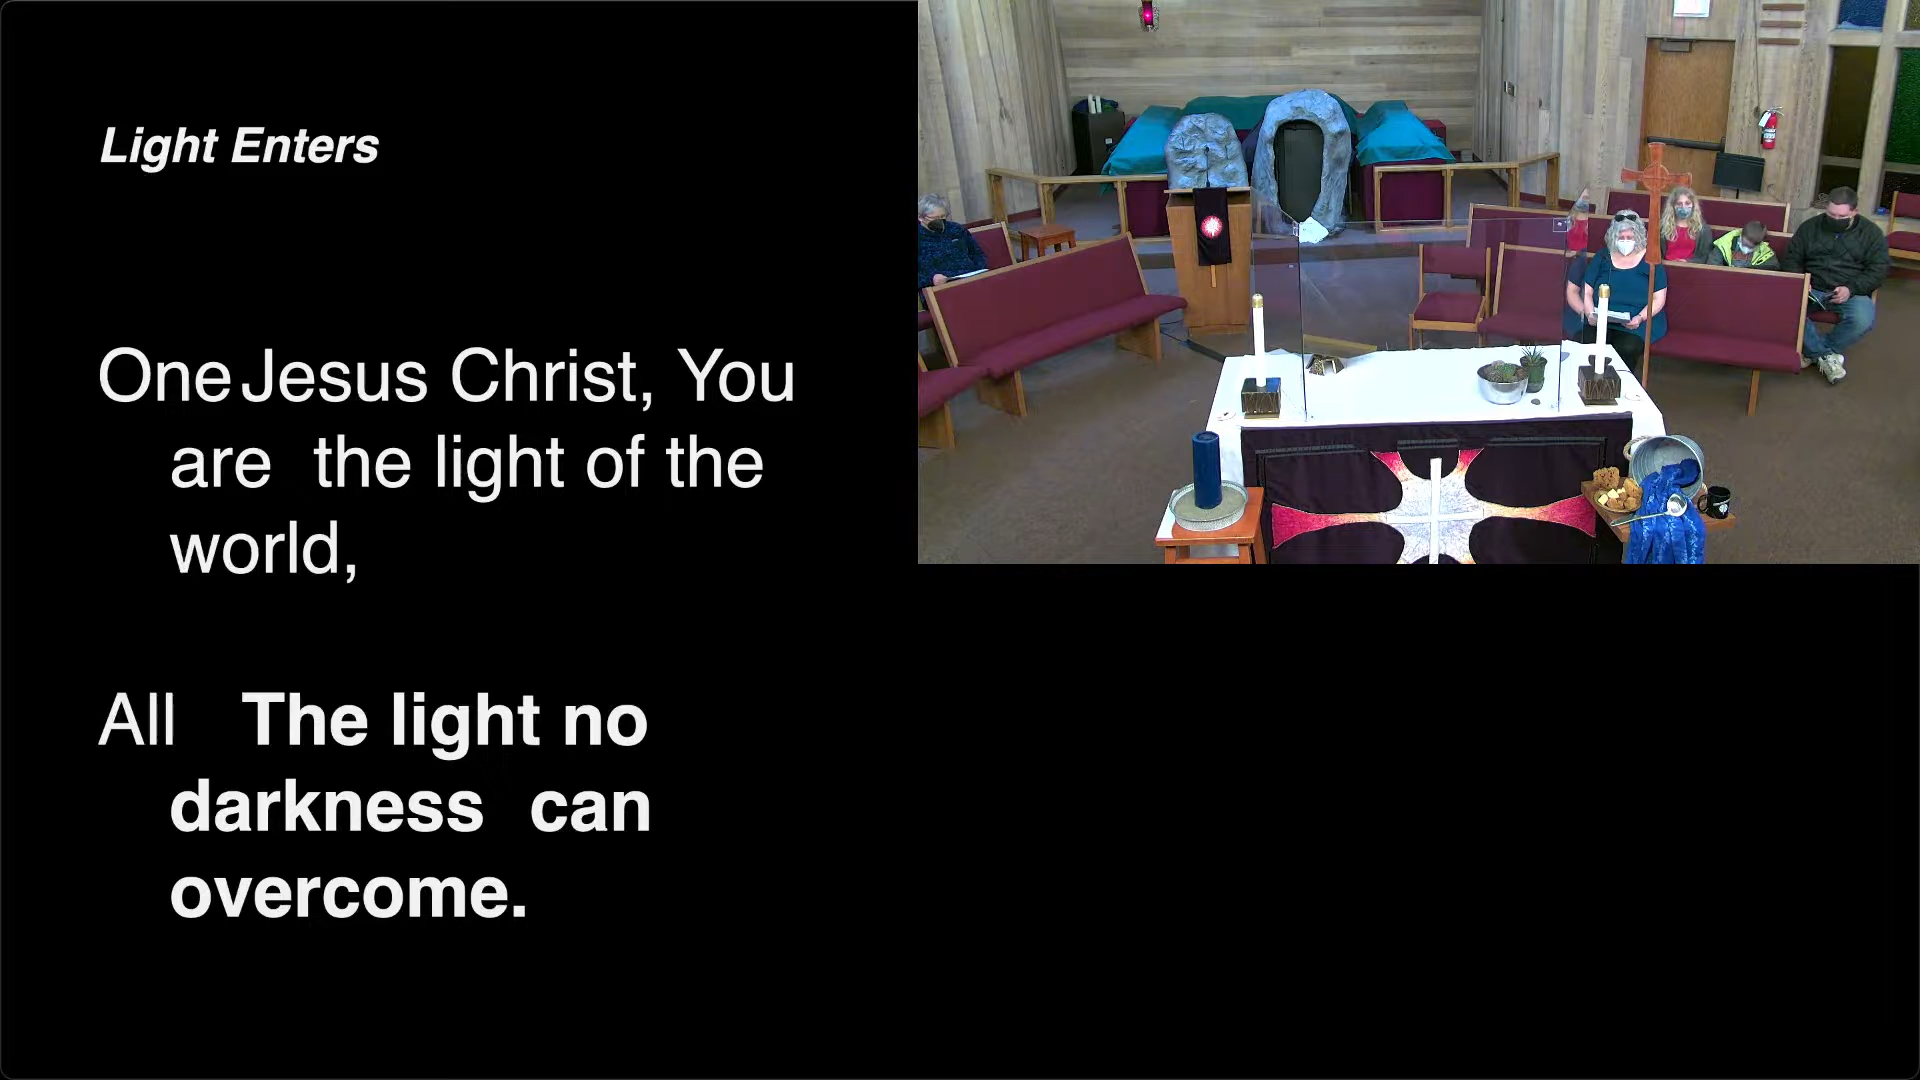 Light Enters
One Jesus Christ, You
are the light of the
world,
All The light no
darkness can
overcome.